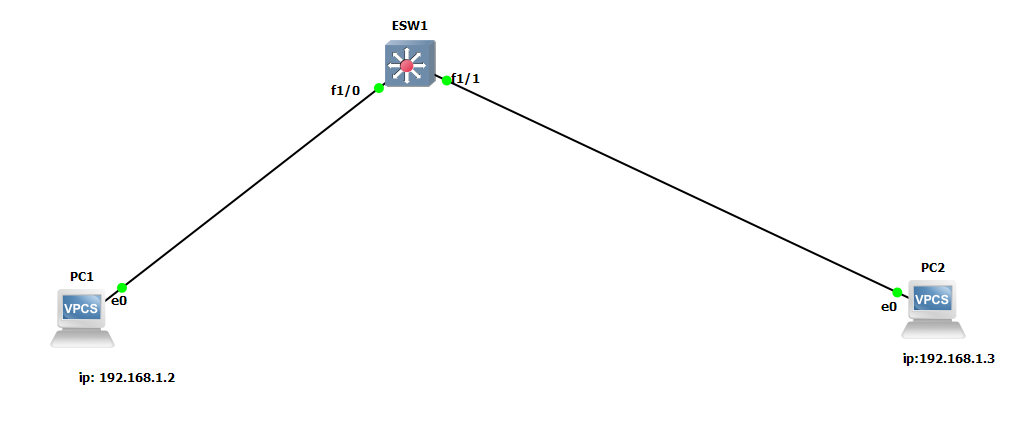 ESW1
f1/0
f1/1
PC1
VPCS
e0
ip: 192.168.1.2
PC2
VPCS
e0
ip:192.168.1.3